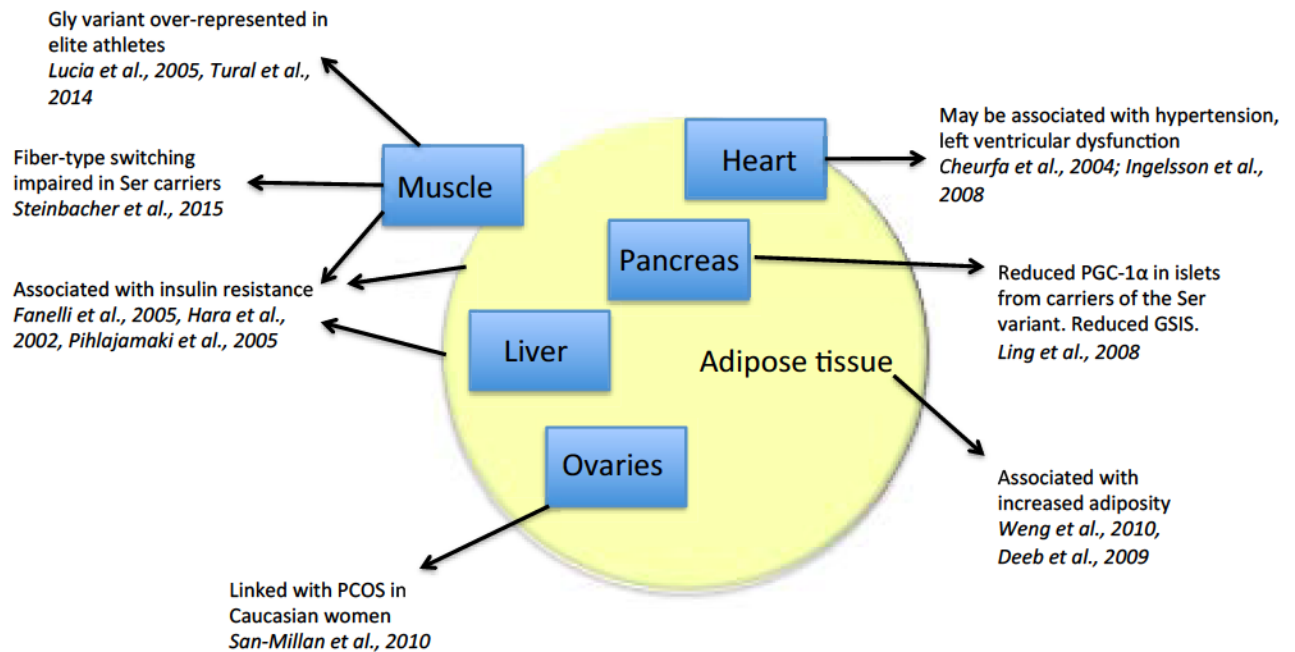 Gly variant over-represented in
elite athletes
Lucia et al., 2005, Tural et al.,
2014
Fiber-type switching
impaired in Ser carriers
Steinbacher et al., 2015
Associated with insulin resistance
Fanelli et al., 2005, Hara et al.,
2002, Pihlajamaki et al., 2005
Muscle
Heart
Pancreas
Liver
Adipose tissue
Ovaries
May be associated with hypertension,
left ventricular dysfunction
Cheurfa et al., 2004; Ingelsson et al.,
2008
Reduced PGC-1α in islets
from carriers of the Ser
variant. Reduced GSIS.
Ling et al., 2008
Associated with
increased adiposity
Weng et al., 2010,
Deeb et al., 2009
Linked with PCOS in
Caucasian women
San-Millan et al., 2010